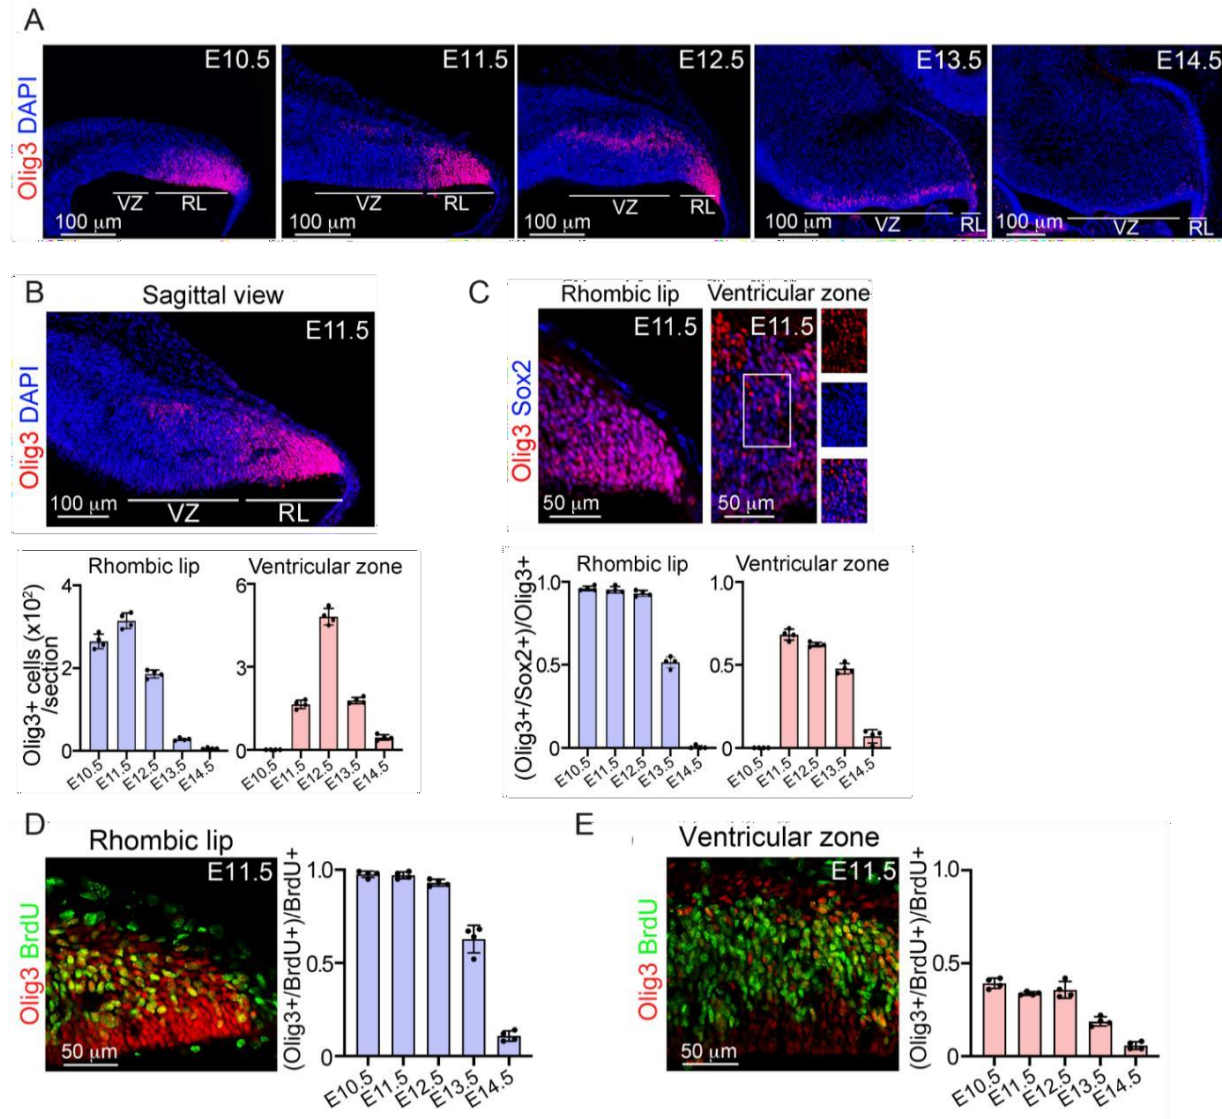 A
Olig3 DAPI
E10.5
VZ
RL
100 μm
E11.5
VZ
RL
100 μm
E12.5
VZ
RL
100 μm
E13.5
VZ
RL
100 μm
E14.5
VZ
RL
100 μm
B
Sagittal view
Olig3 DAPI
E11.5
100 μm
VZ
RL
Olig3+ cells (x10²)
/section
Rhombic lip
4
2
0
E10.5
E11.5
E12.5
E13.5
E14.5
Ventricular zone
6
3
0
E10.5
E11.5
E12.5
E13.5
E14.5
C
Rhombic lip
Ventricular zone
Olig3 Sox2
E11.5
50 μm
E11.5
50 μm
(Olig3+/Sox2+)/Olig3+
Rhombic lip
1.0
0.5
0
E10.5
E11.5
E12.5
E13.5
E14.5
Ventricular zone
1.0
0.5
0
E10.5
E11.5
E12.5
E13.5
E14.5
D
Rhombic lip
Olig3 BrdU
E11.5
50 μm
(Olig3+/BrdU+)/BrdU+
1.0
0.5
0
E10.5
E11.5
E12.5
E13.5
E14.5
E
Ventricular zone
Olig3 BrdU
E11.5
50 μm
(Olig3+/BrdU+)/BrdU+
1.0
0.5
0
E10.5
E11.5
E12.5
E13.5
E14.5